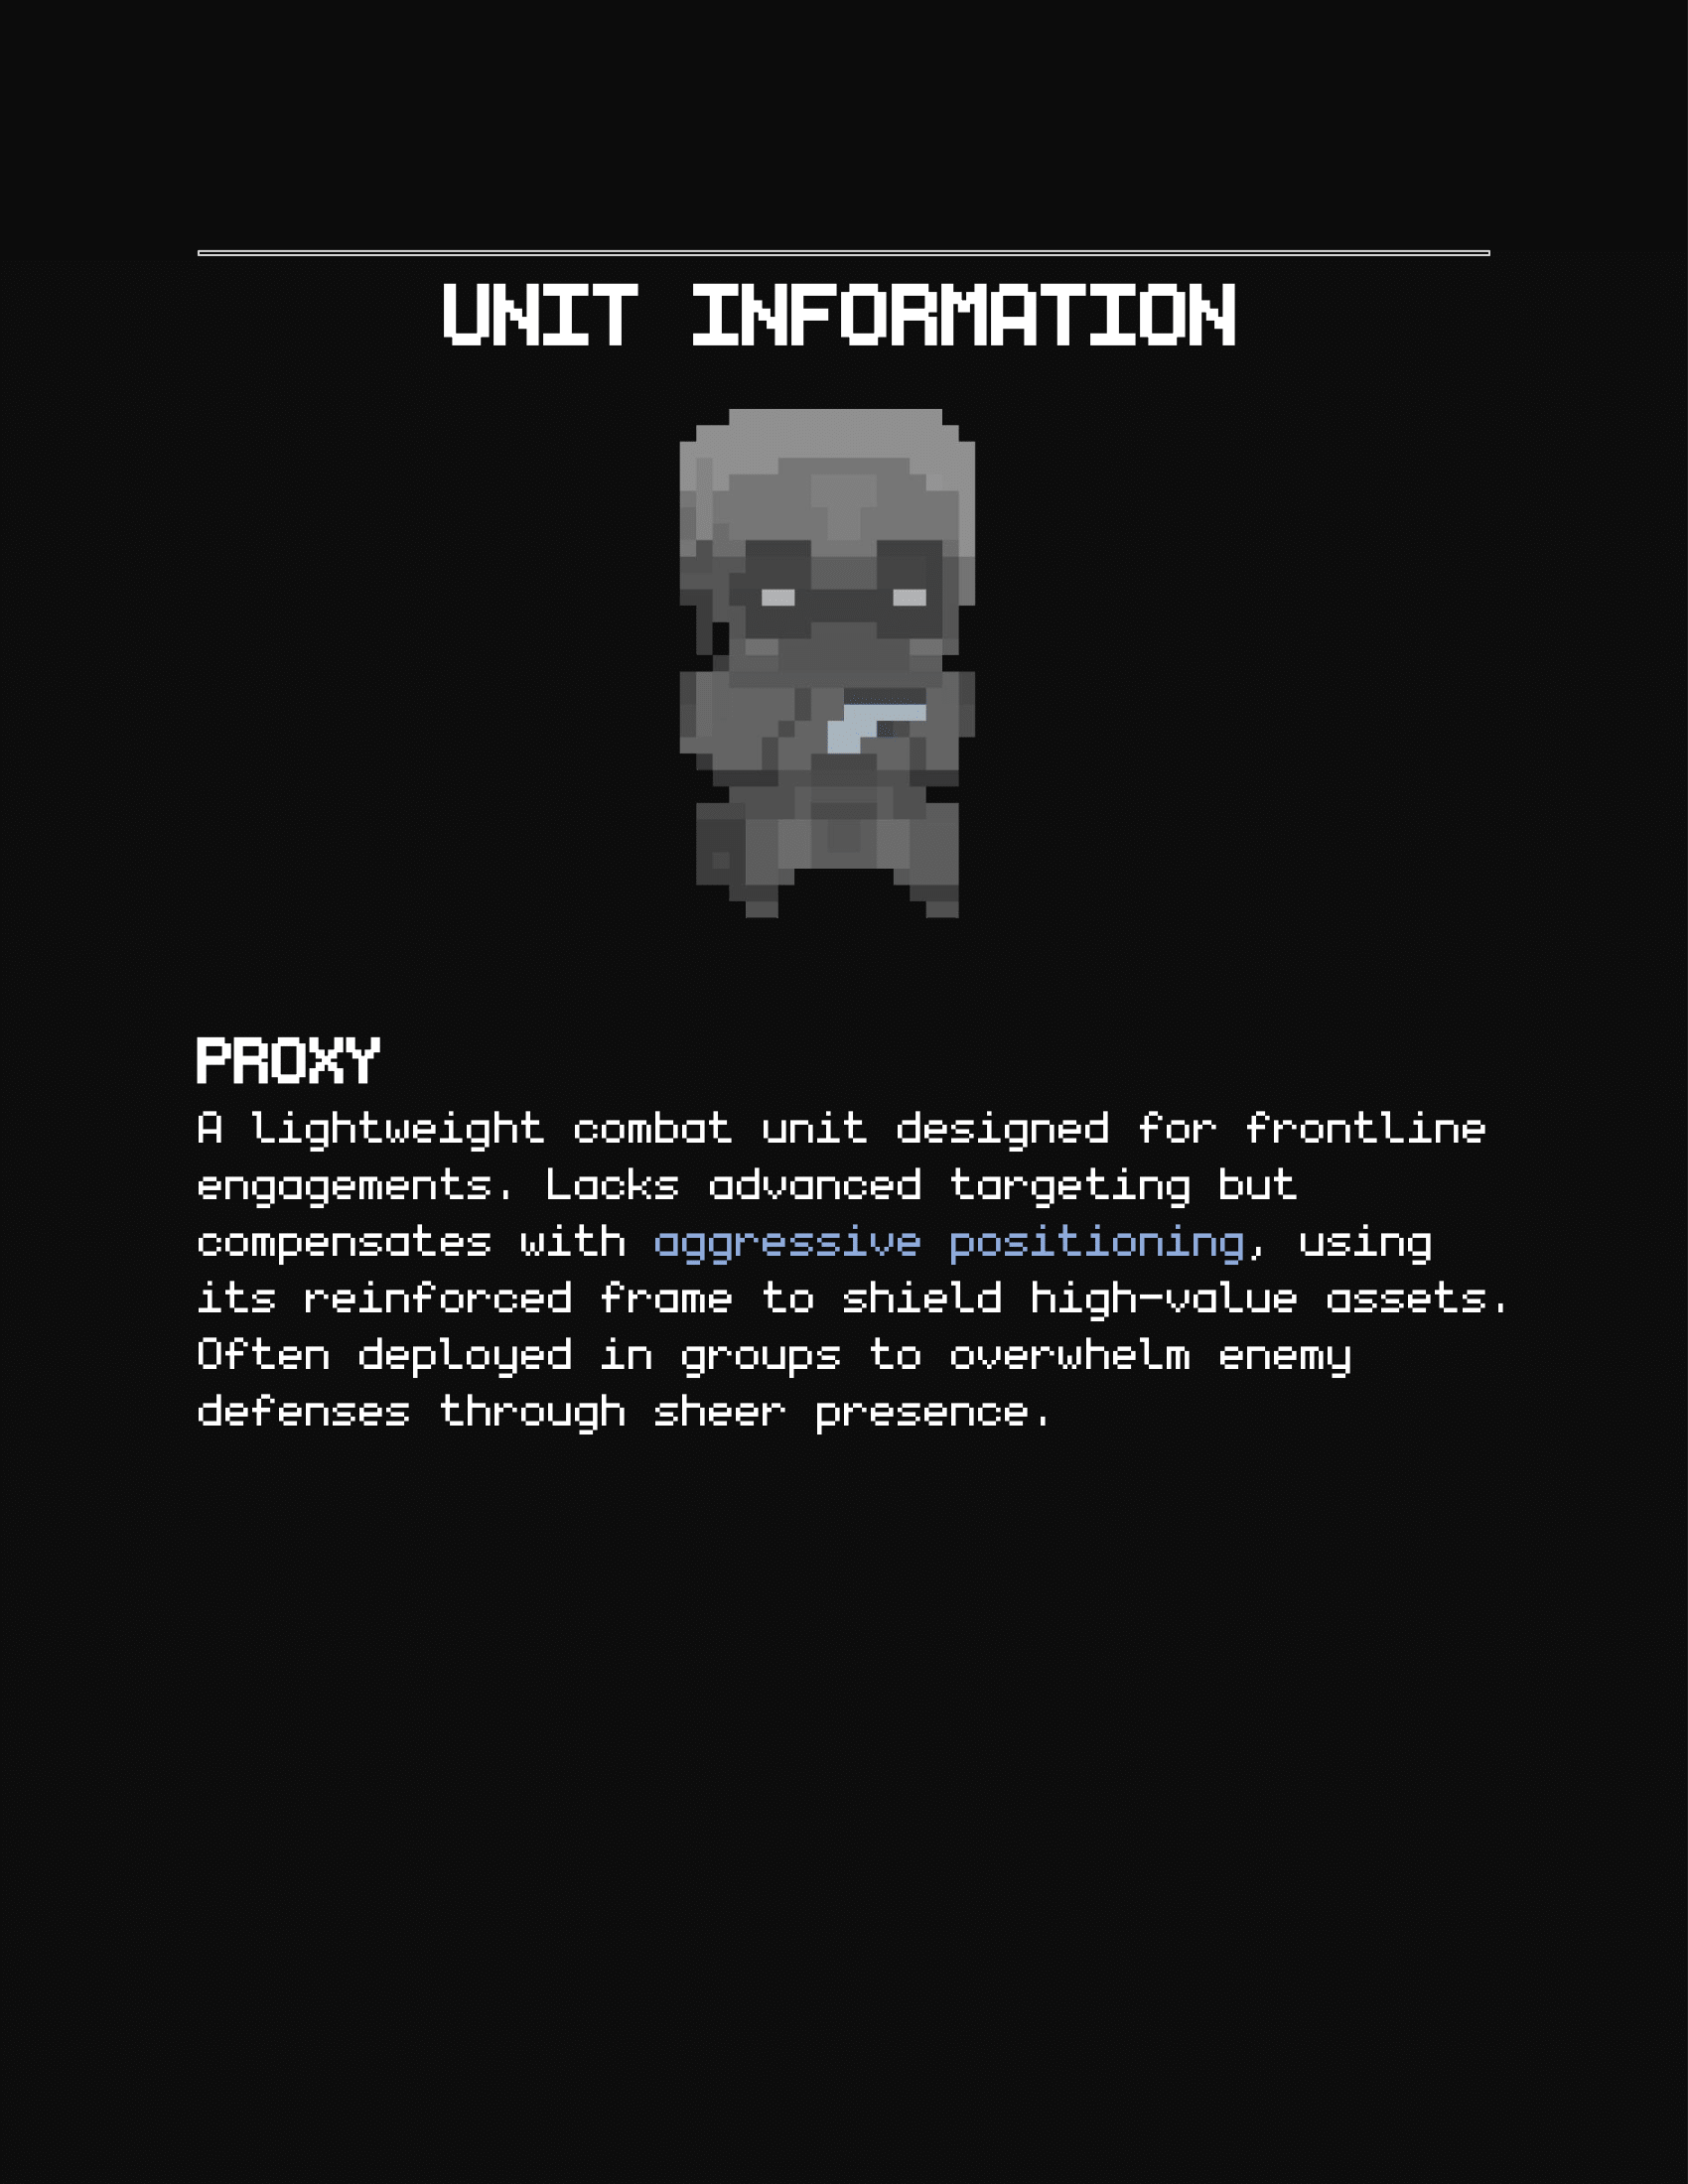 UNIT INFORMATION
PROXY
A lightweight combat unit designed for frontline
engagements. Lacks advanced targeting but
compensates with aggressive positioning, using
its reinforced frame to shield high-value assets.
Often deployed in groups to overwhelm enemy
defenses through sheer presence.